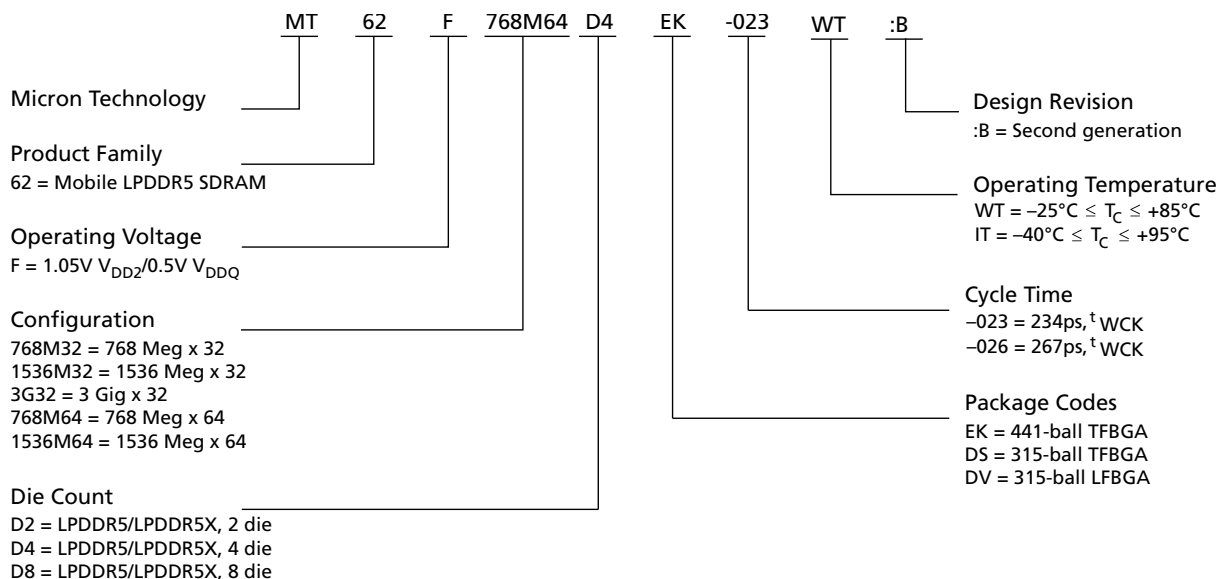 MT 62 F 768M64 D4 EK -023 WT :B
Micron Technology
Product Family
62 = Mobile LPDDR5 SDRAM
Operating Voltage
F = 1.05V VDD2/0.5V VDDQ
Configuration
768M32 = 768 Meg x 32
1536M32 = 1536 Meg x 32
3G32 = 3 Gig x 32
768M64 = 768 Meg x 64
1536M64 = 1536 Meg x 64
Die Count
D2 = LPDDR5/LPDDR5X, 2 die
D4 = LPDDR5/LPDDR5X, 4 die
D8 = LPDDR5/LPDDR5X, 8 die
Design Revision
:B = Second generation
Operating Temperature
WT = –25°C ≤ TC ≤ +85°C
IT = –40°C ≤ TC ≤ +95°C
Cycle Time
–023 = 234ps, t WCK
–026 = 267ps, t WCK
Package Codes
EK = 441-ball TFBGA
DS = 315-ball TFBGA
DV = 315-ball LFBGA